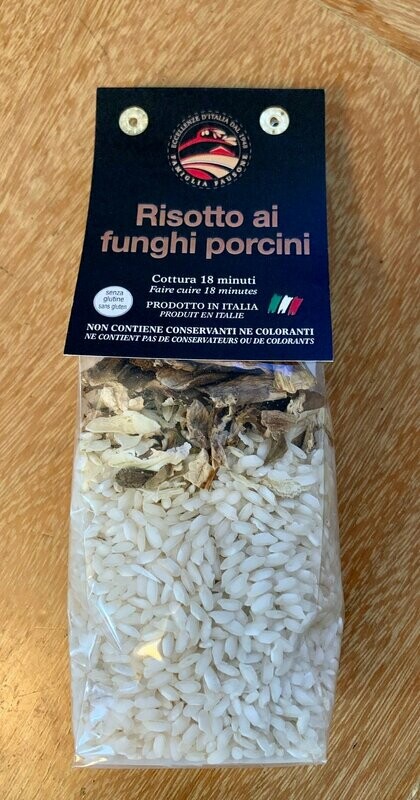 ECCELLENZE D'ITALIA DAL 1948
FAMIGLIA FAUSONE
Risotto ai
funghi porcini
Cottura 18 minuti
Faire cuire 18 minutes
senza
glutine
sans gluten
PRODOTTO IN ITALIA
PRODUIT EN ITALIE
NON CONTIENE CONSERVANTI NE COLORANTI
NE CONTIENT PAS DE CONSERVATEURS OU DE COLORANTS